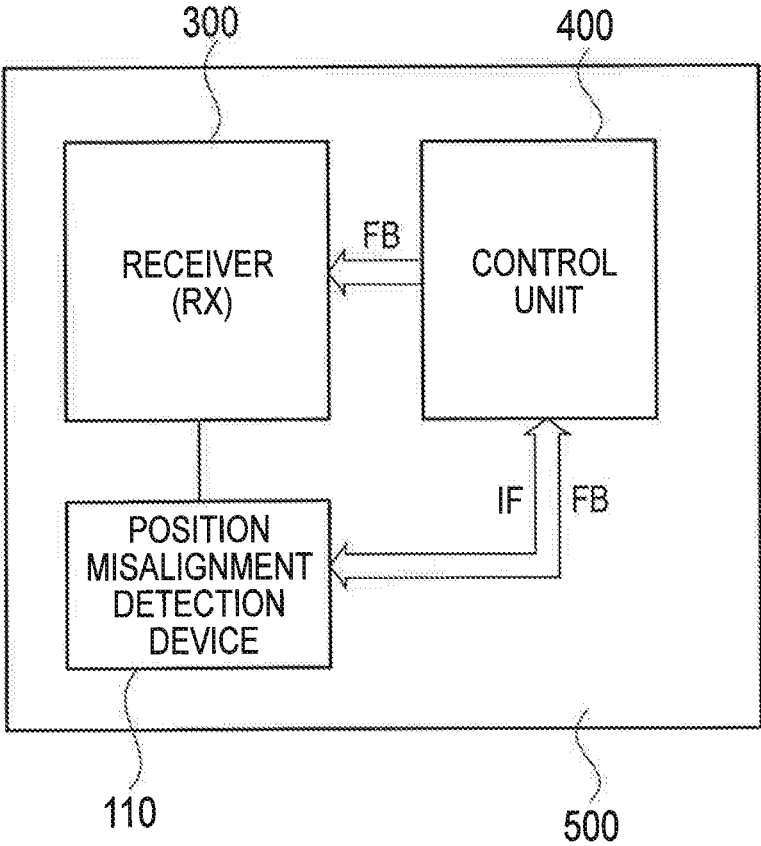 300
400
RECEIVER
(RX)
FB
CONTROL
UNIT
IF
FB
POSITION
MISALIGNMENT
DETECTION
DEVICE
110
500